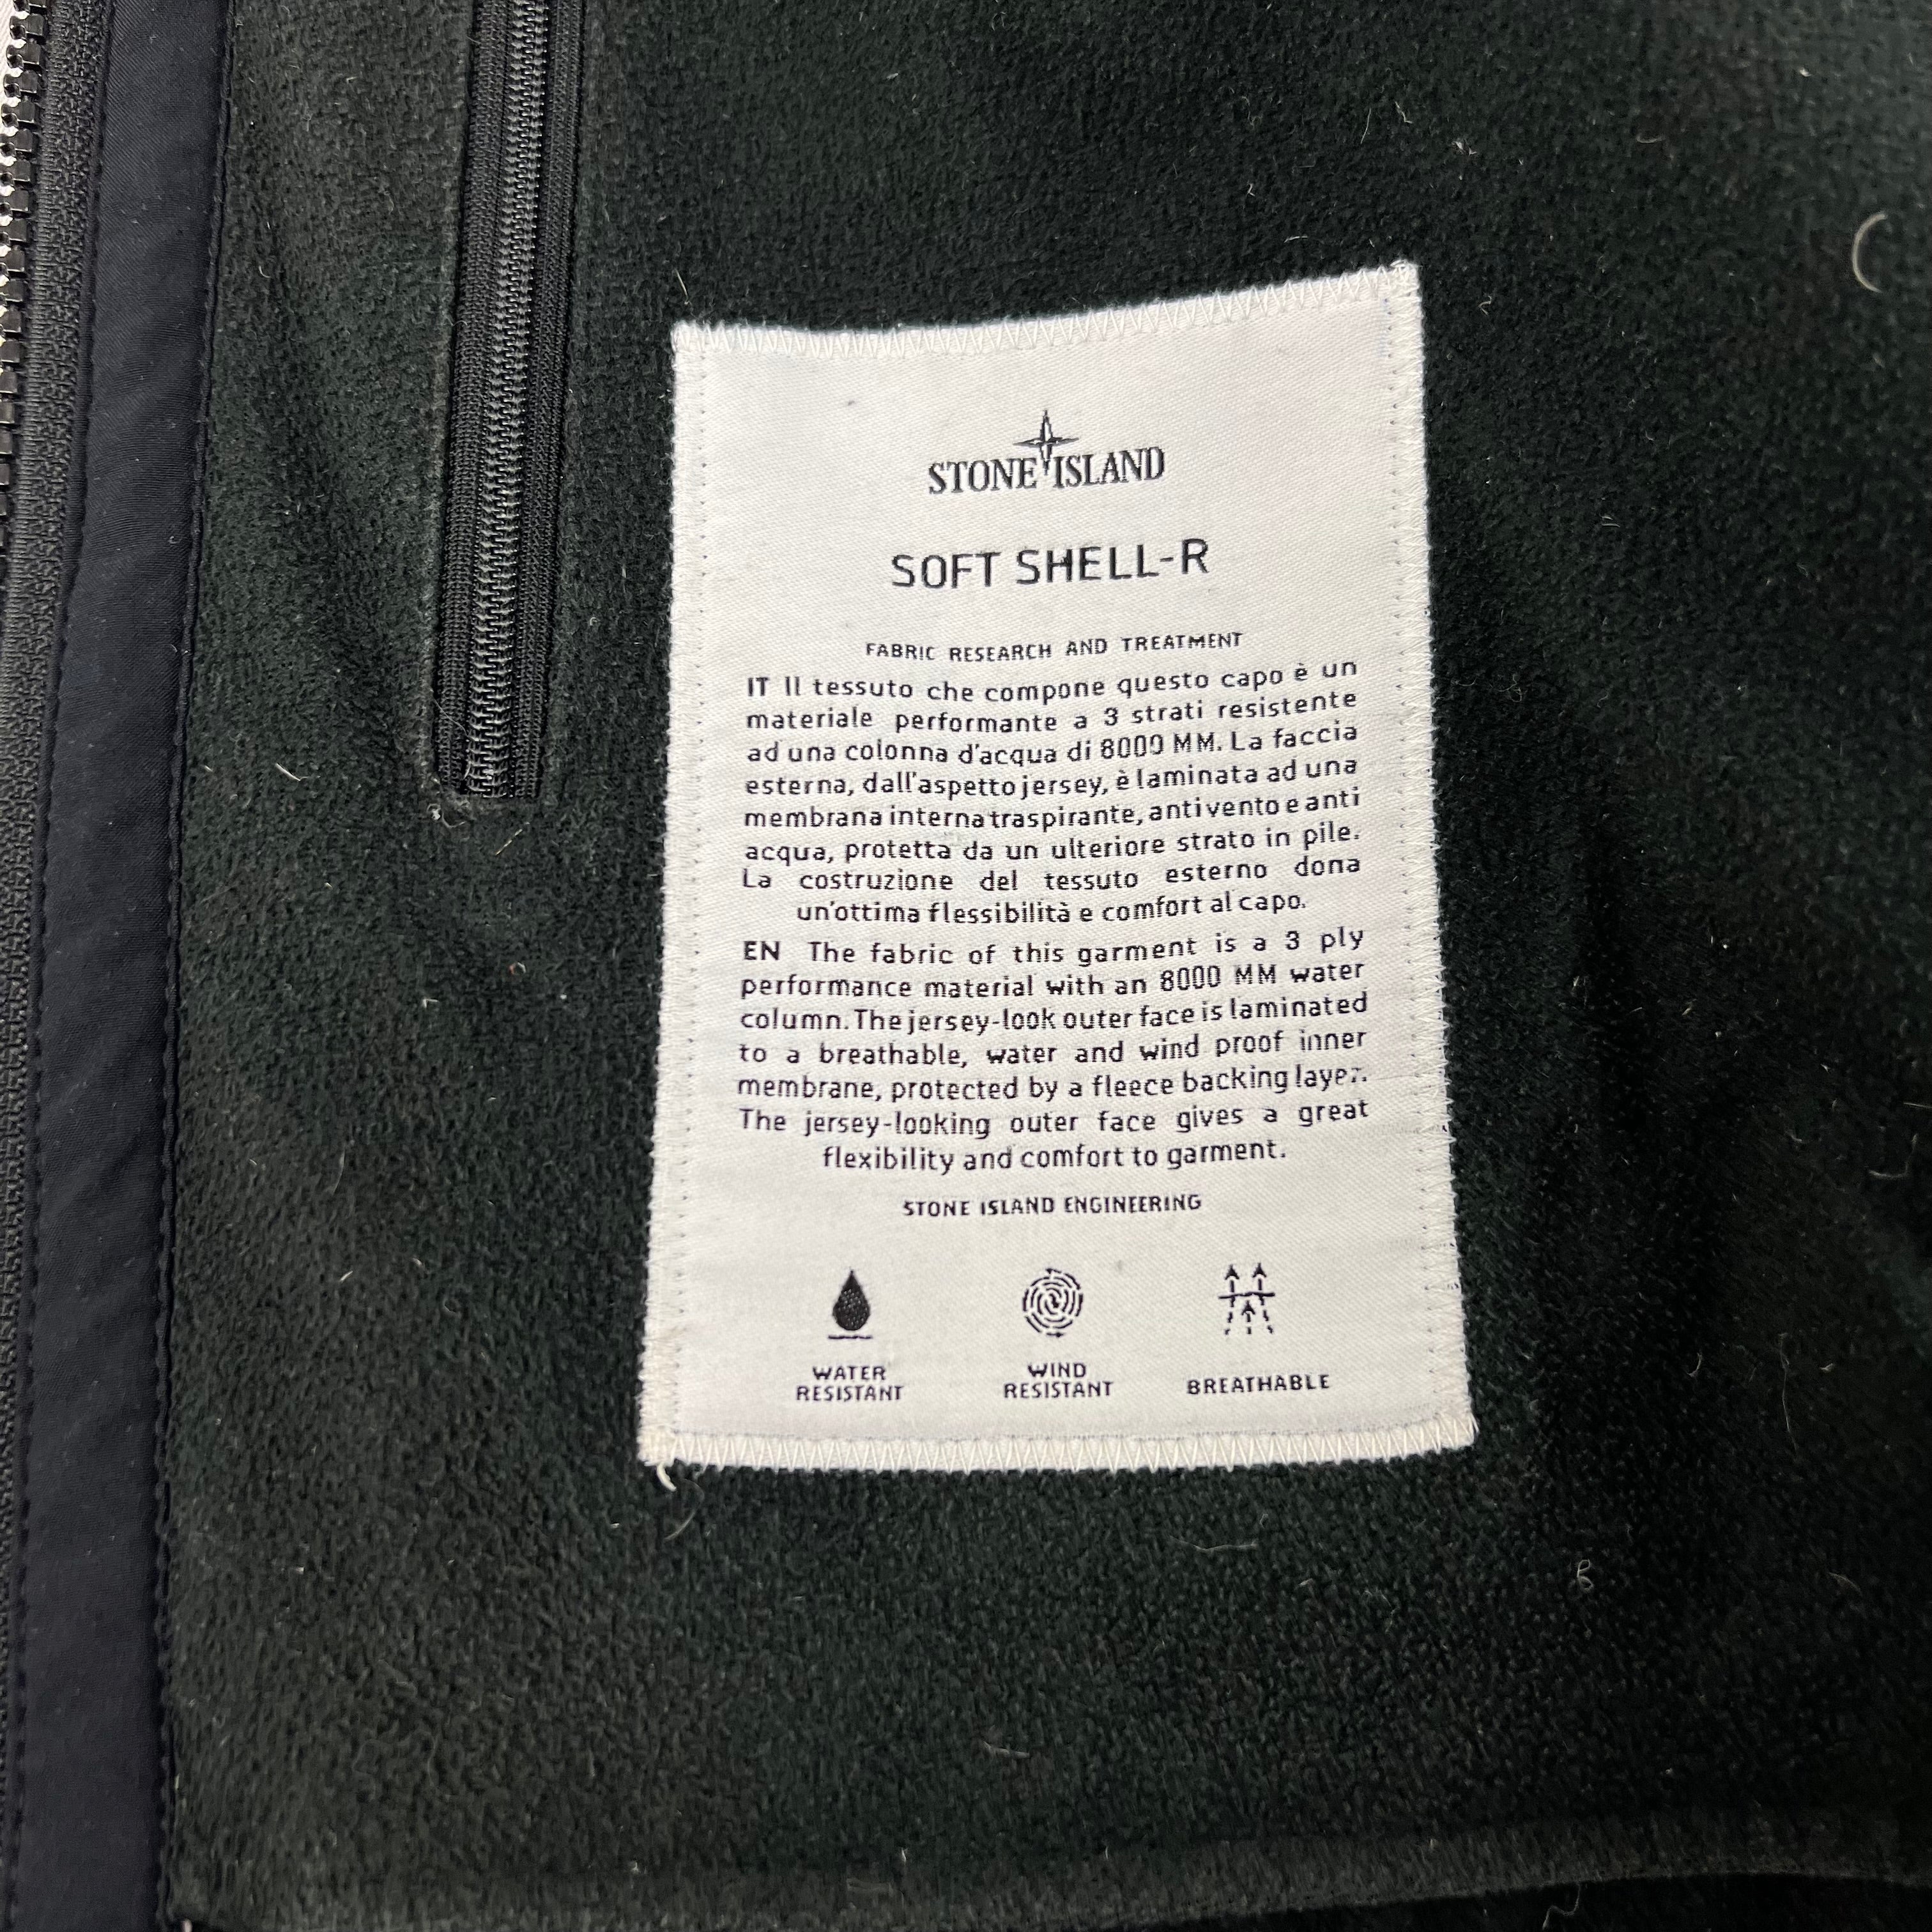 STONE ISLAND
SOFT SHELL-R
FABRIC RESEARCH AND TREATMENT
IT Il tessuto che compone questo capo è un
materiale performante a 3 strati resistente
ad una colonna d'acqua di 8000 MM. La faccia
esterna, dall'aspetto jersey, è laminata ad una
membrana interna traspirante, antivento e anti
acqua, protetta da un ulteriore strato in pile.
La costruzione del tessuto esterno dona
un'ottima flessibilità e comfort al capo.
EN The fabric of this garment is a 3 ply
performance material with an 8000 MM water
column. The jersey-look outer face is laminated
to a breathable, water and wind proof inner
membrane, protected by a fleece backing layer.
The jersey-looking outer face gives a great
flexibility and comfort to garment.
STONE ISLAND ENGINEERING
WATER
RESISTANT
WIND
RESISTANT
BREATHABLE